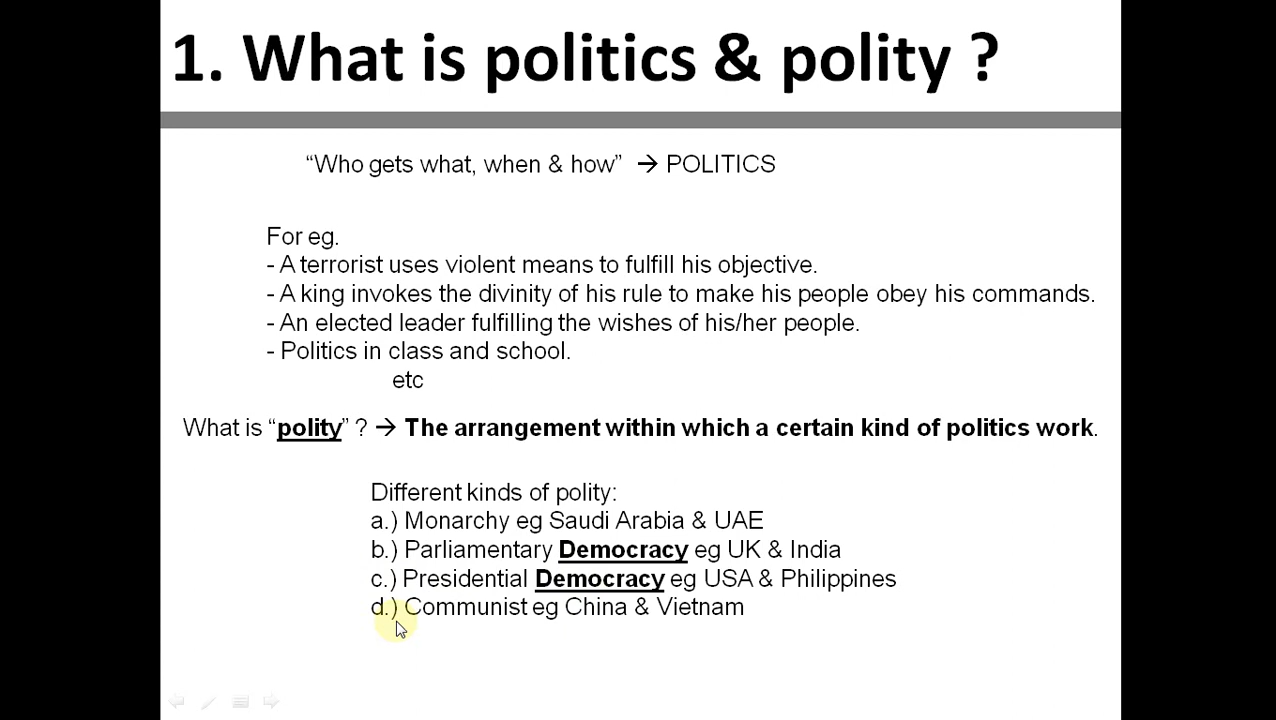 1. What is politics & polity ?
“Who gets what, when & how” → POLITICS
For eg.
- A terrorist uses violent means to fulfill his objective.
- A king invokes the divinity of his rule to make his people obey his commands.
- An elected leader fulfilling the wishes of his/her people.
- Politics in class and school.
etc
What is “polity” ? → The arrangement within which a certain kind of politics work.
Different kinds of polity:
a.) Monarchy eg Saudi Arabia & UAE
b.) Parliamentary Democracy eg UK & India
c.) Presidential Democracy eg USA & Philippines
d.) Communist eg China & Vietnam